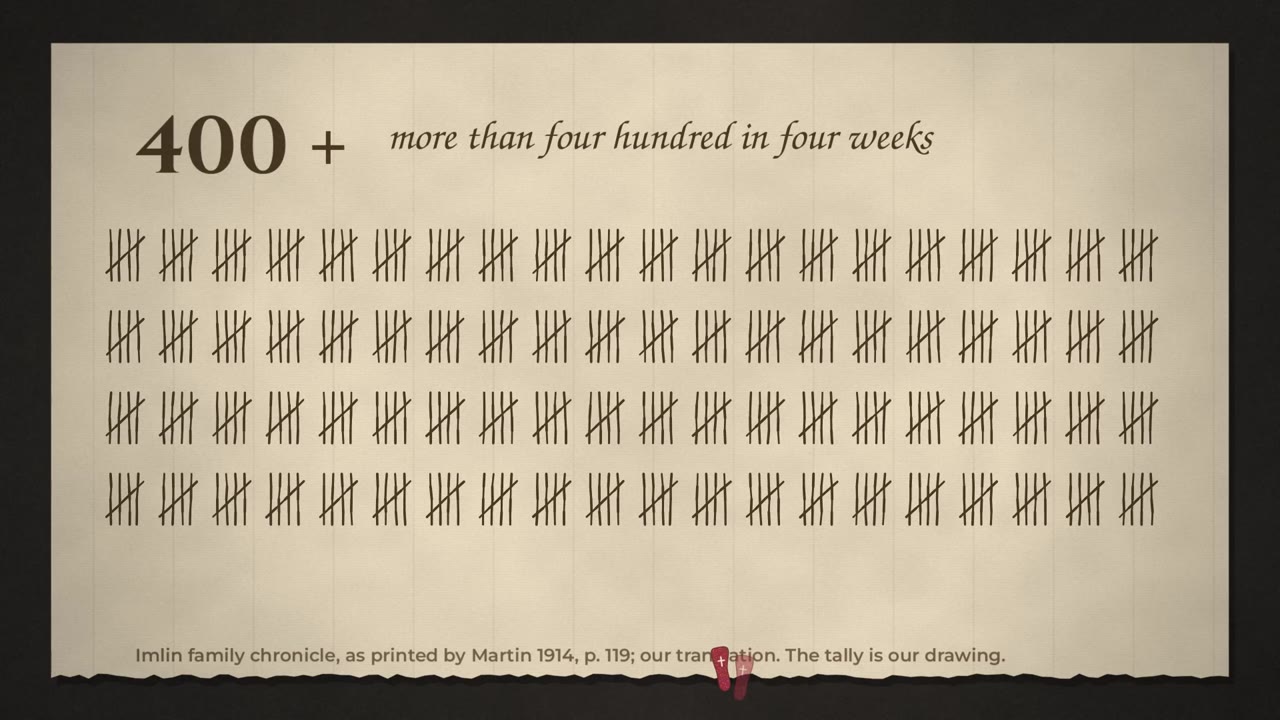 400 + more than four hundred in four weeks
Imlin family chronicle, as printed by Martin 1914, p. 119; our translation. The tally is our drawing.